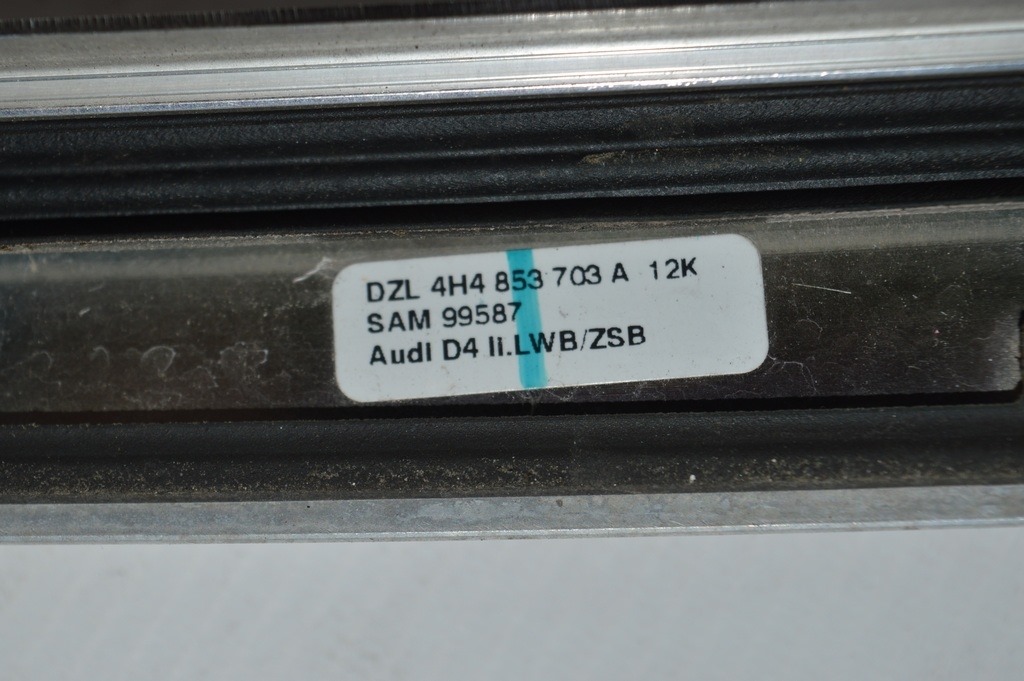 DZL 4H4 853 703 A 12K
SAM 99587
Audi D4 li.LWB/ZSB